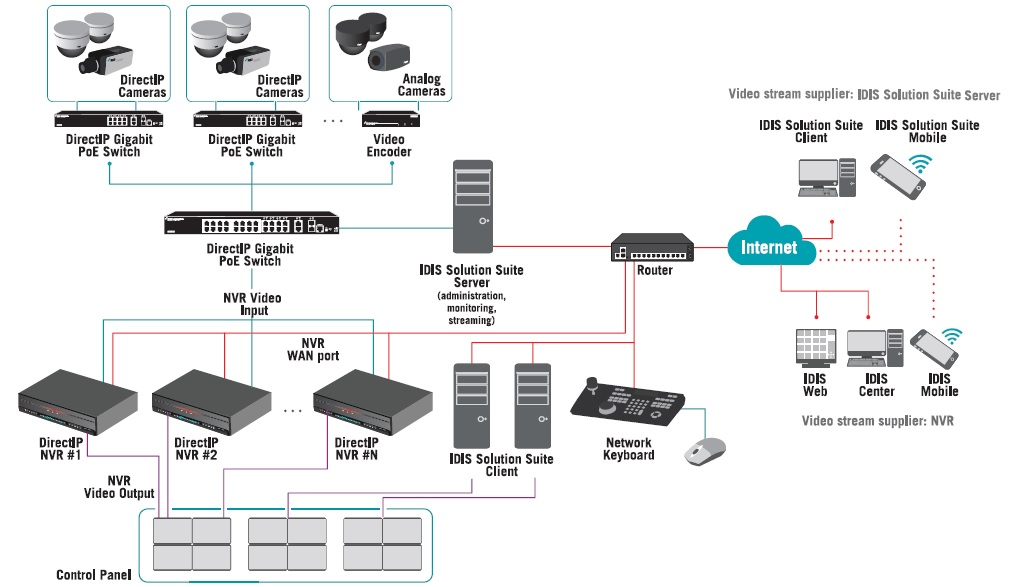 DirectIP
Cameras
DirectIP
Cameras
Analog
Cameras
DirectIP Gigabit
PoE Switch
DirectIP Gigabit
PoE Switch
...
Video
Encoder
Video stream supplier: IDIS Solution Suite Server
IDIS Solution Suite
Client
IDIS Solution Suite
Mobile
DirectIP Gigabit
PoE Switch
IDIS Solution Suite
Server
(administration,
monitoring,
streaming)
Router
Internet
NVR Video
Input
NVR
WAN port
DirectIP
NVR #1
DirectIP
NVR #2
...
DirectIP
NVR #N
IDIS Solution Suite
Client
Network
Keyboard
IDIS
Web
IDIS
Center
IDIS
Mobile
Video stream supplier: NVR
NVR
Video Output
Control Panel